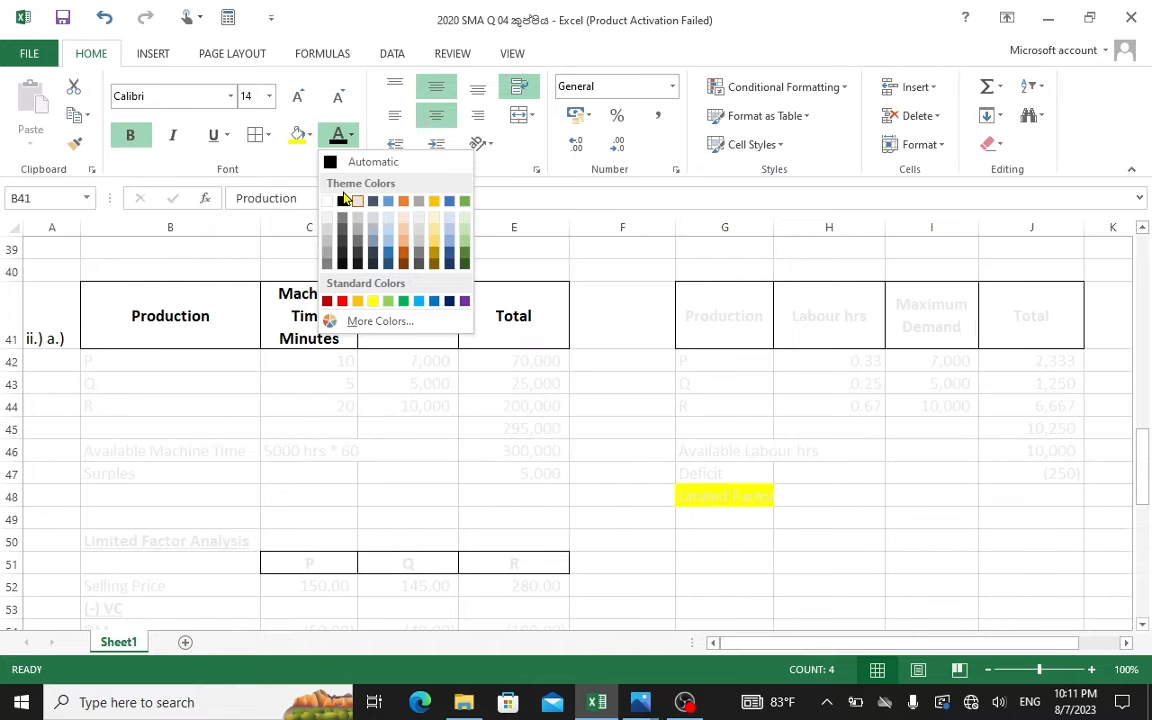 2020 SMA Q 04 කුප්පිය - Excel (Product Activation Failed)
FILE HOME INSERT PAGE LAYOUT FORMULAS DATA REVIEW VIEW Microsoft account
Calibri 14 General Conditional Formatting Insert
Paste Format as Table Delete
Cell Styles Format
Clipboard Font Number Styles Cells Editing
B41 Production
Automatic
Theme Colors
Standard Colors
More Colors...
A B C E F G H I J K
39
40
41 ii.) a.) Production Minutes Total Production Labour hrs Maximum Demand Total
42 P 10 7,000 70,000 P 0.33 7,000 2,333
43 Q 5 5,000 25,000 Q 0.25 5,000 1,250
44 R 20 10,000 200,000 R 0.67 10,000 6,667
45 295,000 10,250
46 Available Machine Time - 5000 hrs * 60 300,000 Available Labour hrs 10,000
47 Surples 5,000 Deficit (250)
48 Limited Factor
49
50 Limited Factor Analysis
51 P Q R
52 Selling Price 150.00 145.00 280.00
53 (-) VC
Sheet1
READY COUNT: 4 100%
Type here to search 83°F ENG 10:11 PM
8/7/2023